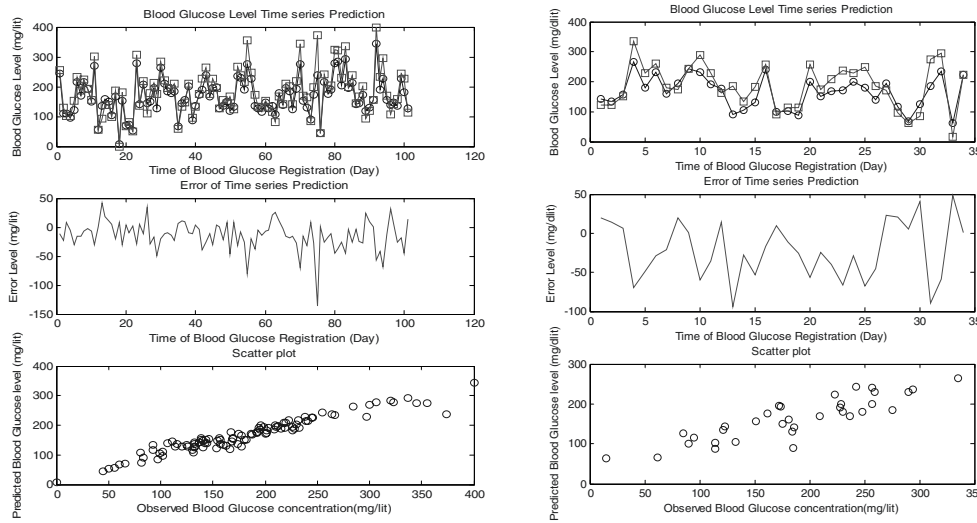 Blood Glucose Level Time series Prediction
Blood Glucose Level (mg/lit)
400
300
200
100
0
0 20 40 60 80 100 120
Time of Blood Glucose Registration (Day)
Error of Time series Prediction
Error Level (mg/lit)
50
0
-50
-100
-150
0 20 40 60 80 100 120
Time of Blood Glucose Registration (Day)
Scatter plot
Predicted Blood Glucose level (mg/lit)
400
300
200
100
0
0 50 100 150 200 250 300 350 400
Observed Blood Glucose concentration(mg/lit)
Blood Glucose Level Time series Prediction
Blood Glucose Level (mg/dlit)
400
300
200
100
0
0 5 10 15 20 25 30 35
Time of Blood Glucose Registration (Day)
Error of Time series Prediction
Error Level (mg/dlit)
50
0
-50
-100
0 5 10 15 20 25 30 35
Time of Blood Glucose Registration (Day)
Scatter plot
Predicted Blood Glucose level (mg/dlit)
300
200
100
0
0 50 100 150 200 250 300 350
Observed Blood Glucose concentration(mg/lit)